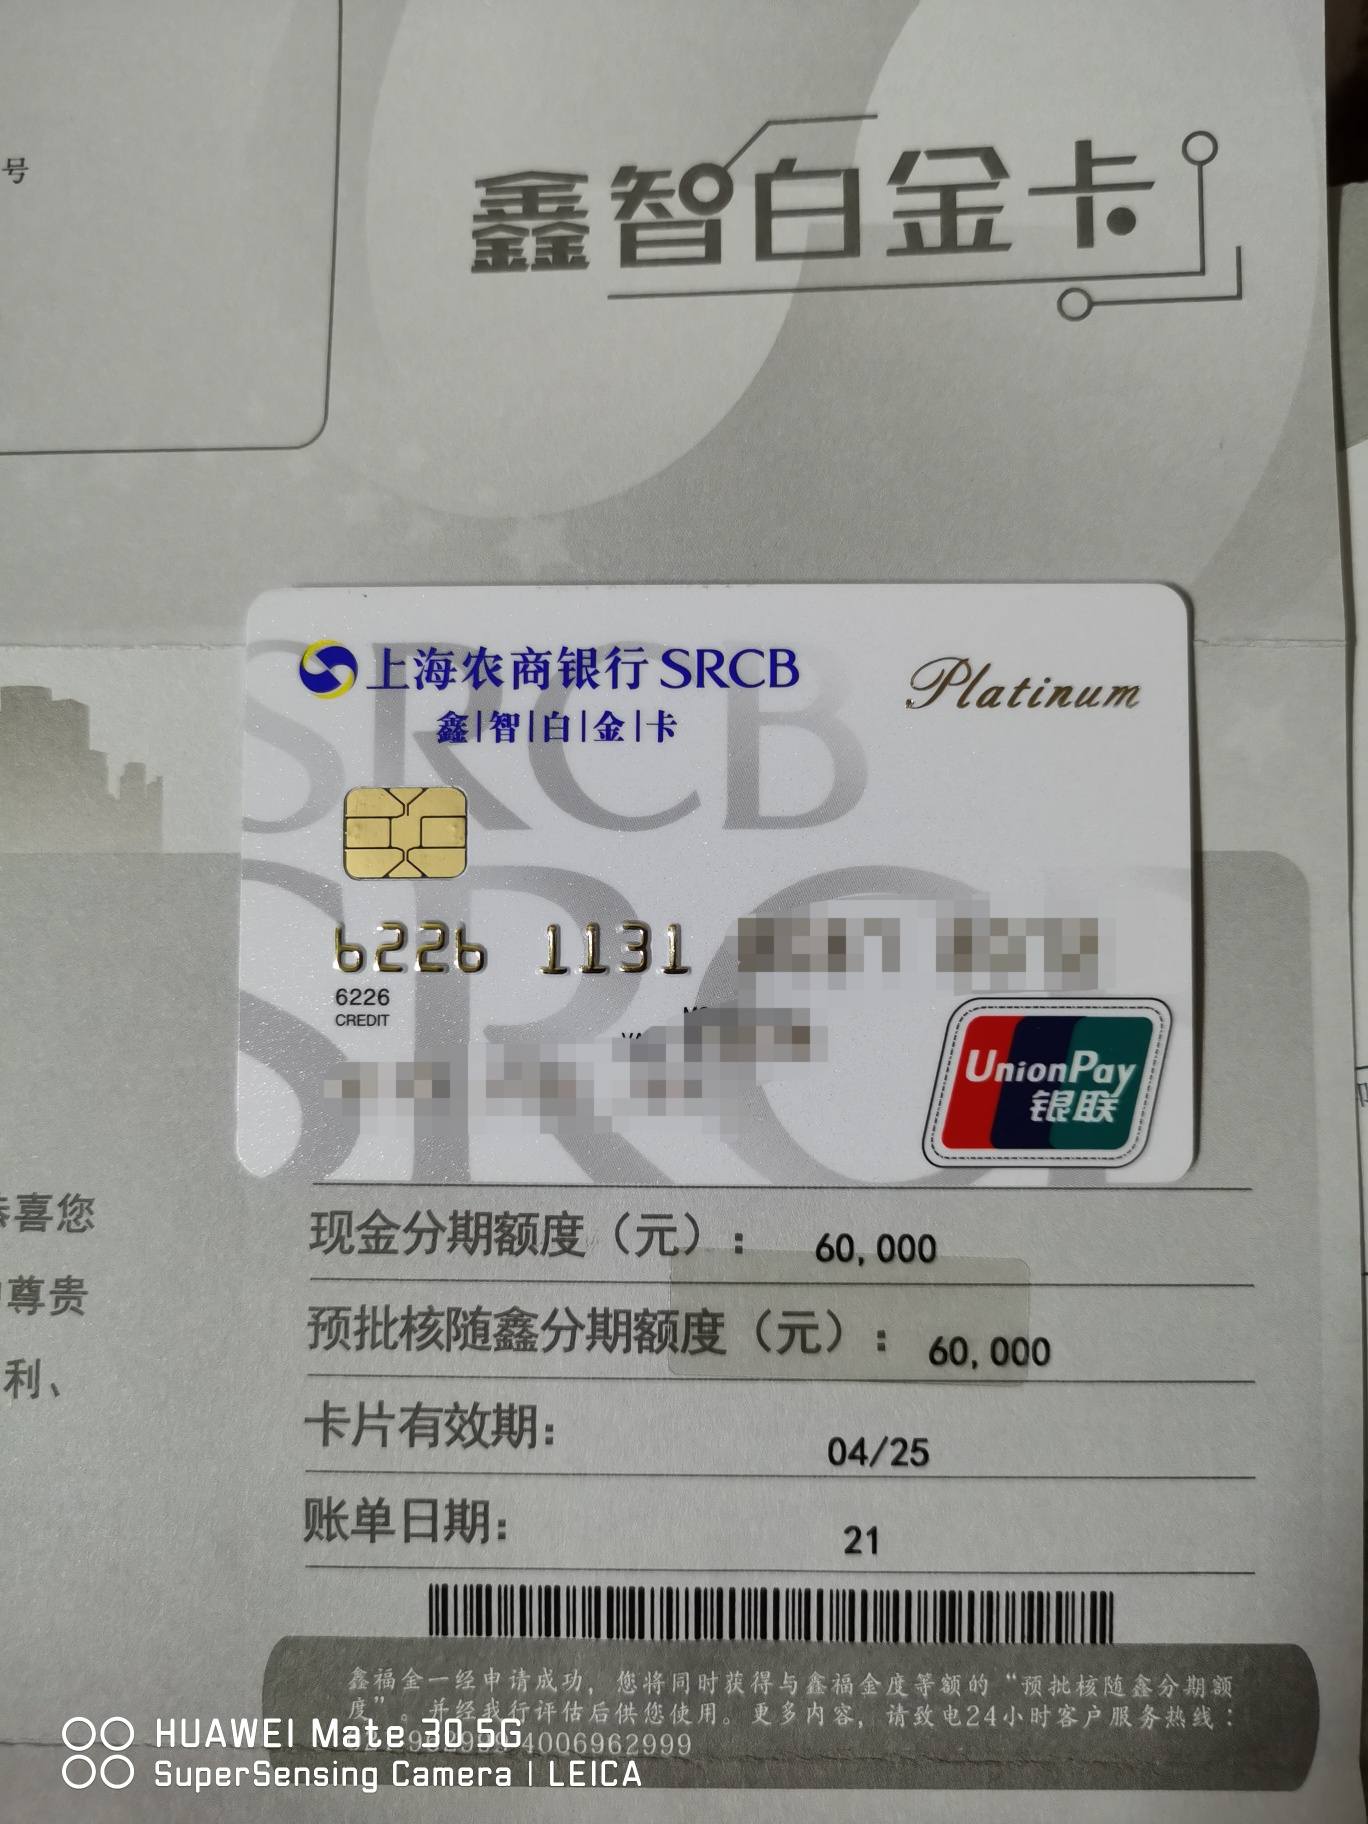 号
鑫智白金卡
上海农商银行 SRCB
鑫|智|白|金|卡
Platinum
6226 1131
6226
CREDIT
UnionPay
银联
现金分期额度（元）： 60,000
预批核随鑫分期额度（元）： 60,000
卡片有效期： 04/25
账单日期： 21
喜您
尊贵
利、
鑫福金一经申请成功，您将同时获得与鑫福金度等额的“预批核随鑫分期额
度”。并经我行评估后供您使用。更多内容，请致电24小时客户服务热线：
4006962999
HUAWEI Mate 30 5G
SuperSensing Camera | LEICA